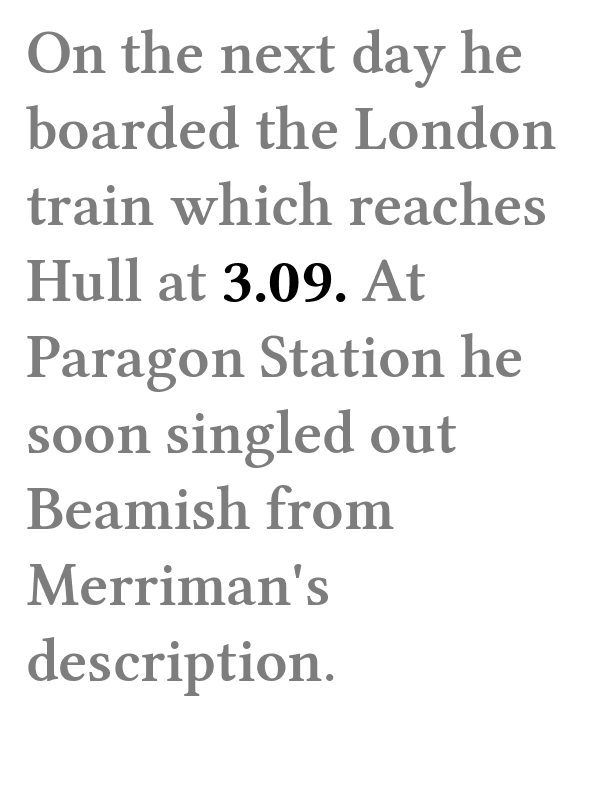 On the next day he
boarded the London
train which reaches
Hull at 3.09. At
Paragon Station he
soon singled out
Beamish from
Merriman's
description.